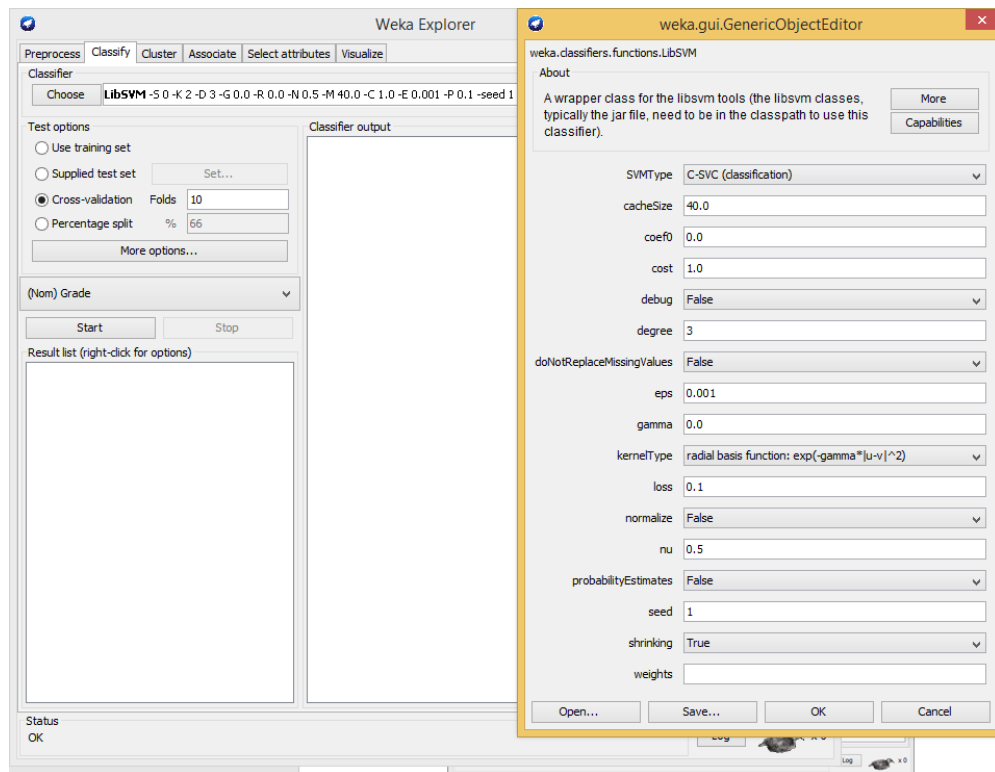 Weka Explorer
Preprocess Classify Cluster Associate Select attributes Visualize
Classifier
Choose LibSVM -S 0 -K 2 -D 3 -G 0.0 -R 0.0 -N 0.5 -M 40.0 -C 1.0 -E 0.001 -P 0.1 -seed 1
Test options
Use training set
Supplied test set Set...
Cross-validation Folds 10
Percentage split % 66
More options...
(Nom) Grade
Start Stop
Result list (right-click for options)
Classifier output
Status
OK
Log x 0
Log x 0
weka.gui.GenericObjectEditor
weka.classifiers.functions.LibSVM
About
A wrapper class for the libsvm tools (the libsvm classes,
typically the jar file, need to be in the classpath to use this
classifier).
More
Capabilities
SVMType C-SVC (classification)
cacheSize 40.0
coef0 0.0
cost 1.0
debug False
degree 3
doNotReplaceMissingValues False
eps 0.001
gamma 0.0
kernelType radial basis function: exp(-gamma*|u-v|^2)
loss 0.1
normalize False
nu 0.5
probabilityEstimates False
seed 1
shrinking True
weights
Open... Save... OK Cancel